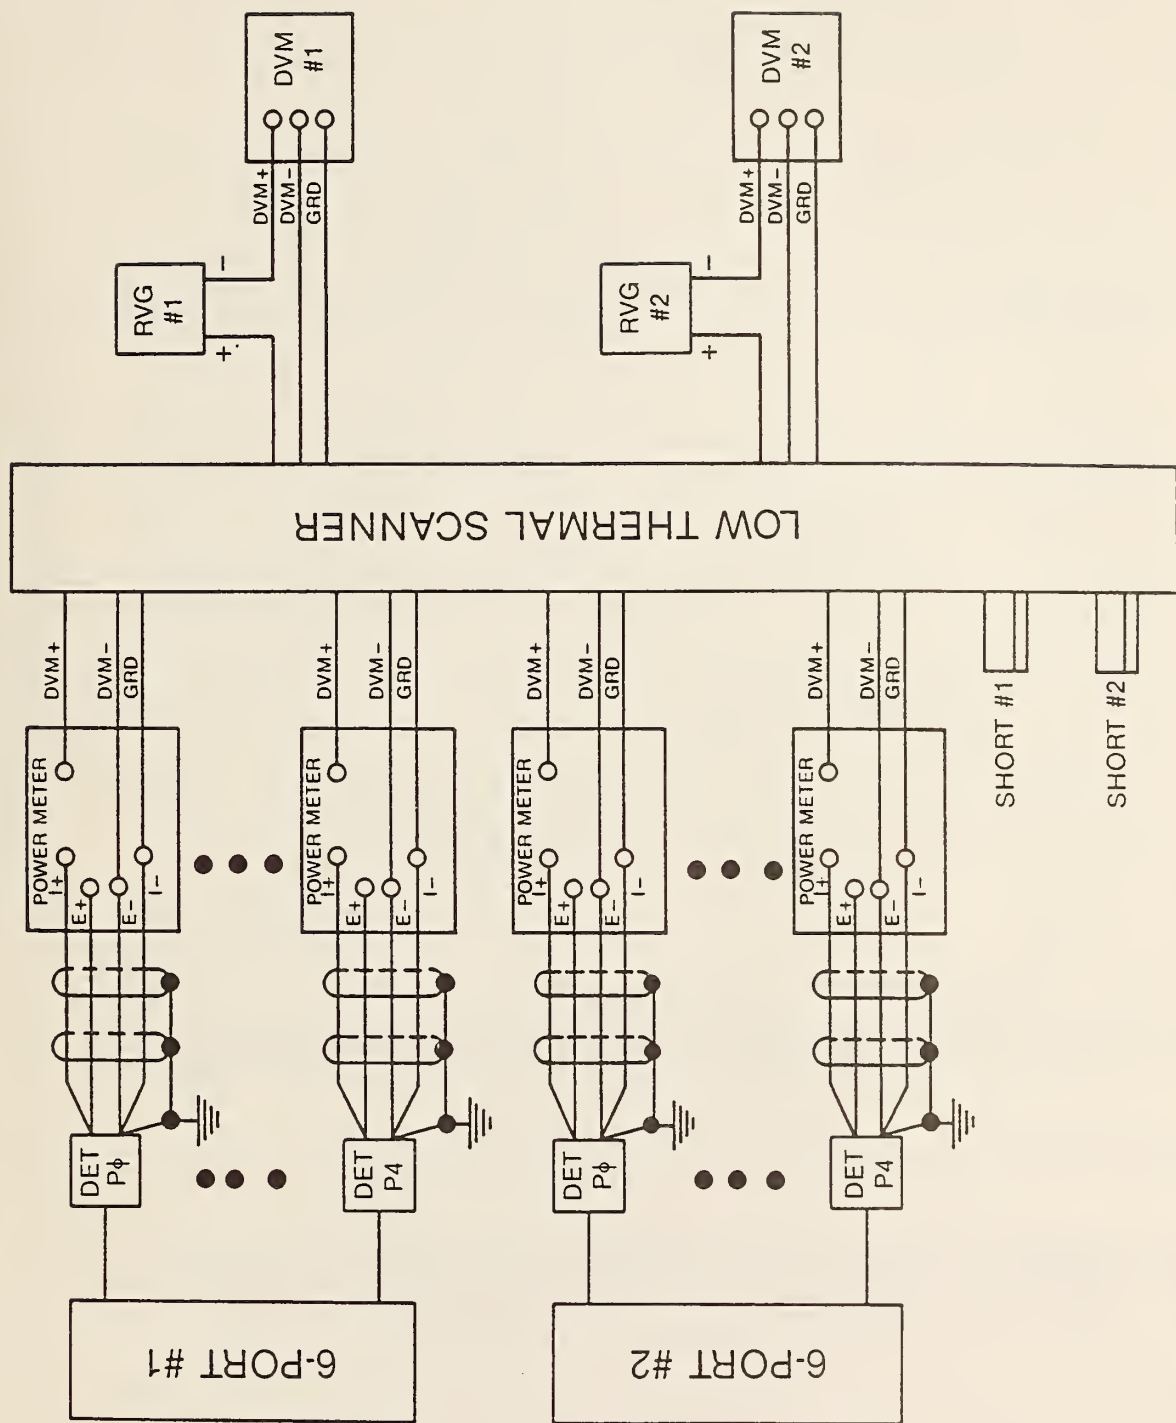 DVM
#1
DVM
#2
DVM+
DVM-
GRD
DVM+
DVM-
GRD
RVG
#1
-
+
RVG
#2
-
+
LOW THERMAL SCANNER
DVM+
DVM-
GRD
DVM+
DVM-
GRD
DVM+
DVM-
GRD
DVM+
DVM-
GRD
SHORT #1
SHORT #2
POWER METER
I+
E+
E-
I-
POWER METER
I+
E+
E-
I-
POWER METER
I+
E+
E-
I-
POWER METER
I+
E+
E-
I-
DET
Pϕ
DET
P4
DET
Pϕ
DET
P4
6-PORT #1
6-PORT #2